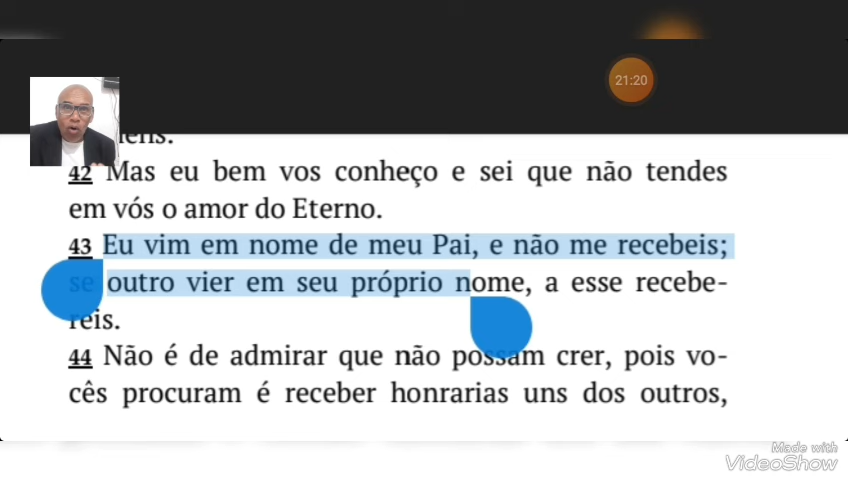 21:20
42 Mas eu bem vos conheço e sei que não tendes
em vós o amor do Eterno.
43 Eu vim em nome de meu Pai, e não me recebeis;
se outro vier em seu próprio nome, a esse recebe-
reis.
44 Não é de admirar que não possam crer, pois vo-
cês procuram é receber honrarias uns dos outros,
Made with
VideoShow